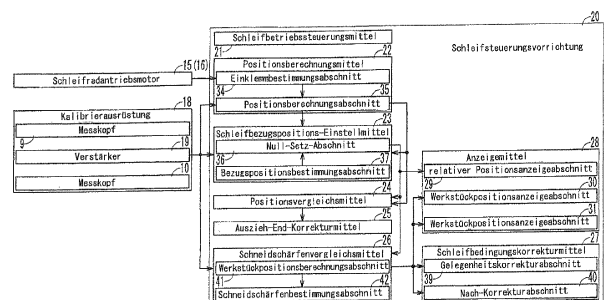 20
Schleifbetriebssteuerungsmittel
21
Schleifsteuerungsvorrichtung
22
Positionsberechnungsmittel
15 (16)
Schleifradantriebsmotor
Einklemmbestimmungsabschnitt
34
35
Positionsberechnungsabschnitt
18
Kalibrierausrüstung
Messkopf
9
19
Verstärker
10
Messkopf
23
Schleifbezugspositions-Einstellmittel
Null-Setz-Abschnitt
36
37
Bezugspositionsbestimmungsabschnitt
24
Positionsvergleichsmittel
25
Auszieh-End-Korrekturmittel
26
Schneidschärfenvergleichsmittel
Werkstückpositionsberechnungsabschnitt
41
42
Schneidschärfenbestimmungsabschnitt
28
Anzeigemittel
relativer Positionsanzeigeabschnitt
29
30
Werkstückpositionsanzeigeabschnitt
31
Werkstückpositionsanzeigeabschnitt
27
Schleifbedingungskorrekturmittel
Gelegenheitskorrekturabschnitt
39
40
Nach-Korrekturabschnitt